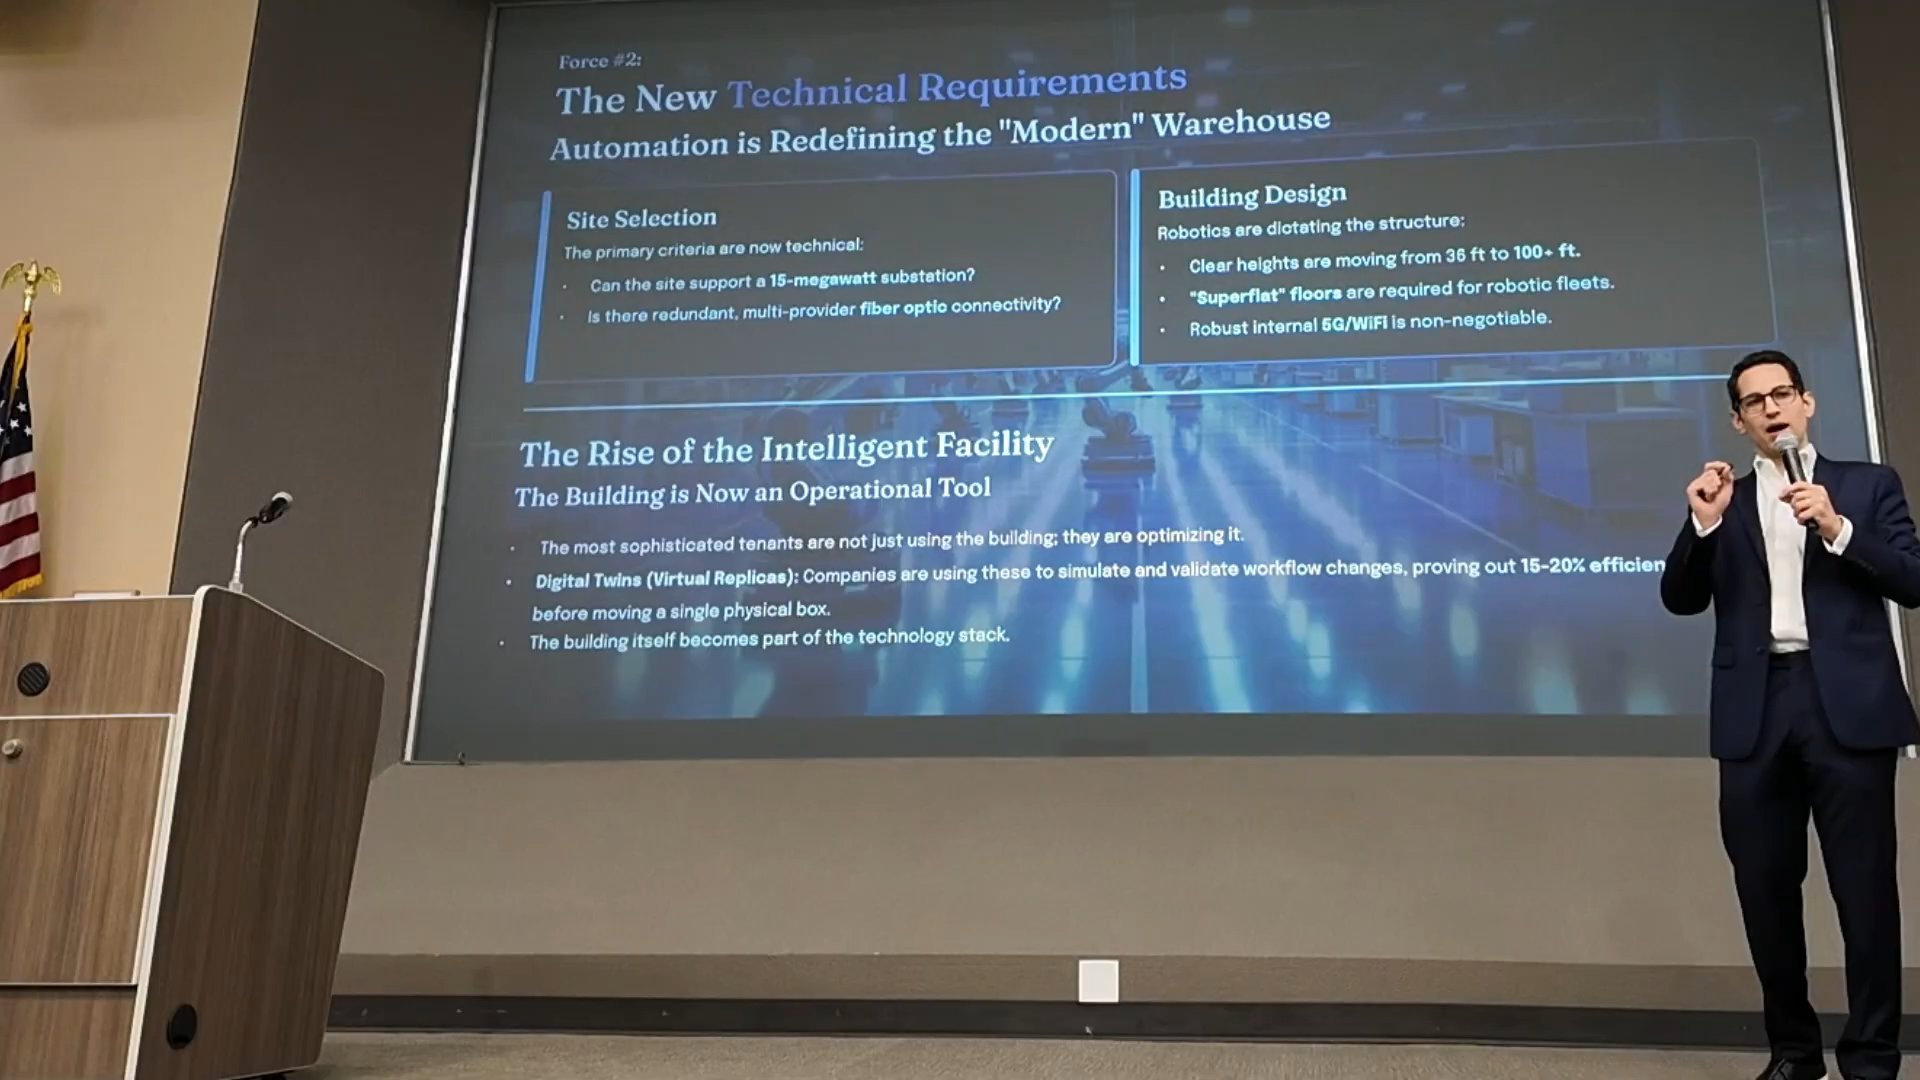 Force #2:
The New Technical Requirements
Automation is Redefining the "Modern" Warehouse
Site Selection
The primary criteria are now technical:
• Can the site support a 15-megawatt substation?
• Is there redundant, multi-provider fiber optic connectivity?
Building Design
Robotics are dictating the structure:
• Clear heights are moving from 36 ft to 100+ ft.
• "Superflat" floors are required for robotic fleets.
• Robust internal 5G/WiFi is non-negotiable.
The Rise of the Intelligent Facility
The Building is Now an Operational Tool
• The most sophisticated tenants are not just using the building; they are optimizing it.
• Digital Twins (Virtual Replicas): Companies are using these to simulate and validate workflow changes, proving out 15-20% efficien
before moving a single physical box.
• The building itself becomes part of the technology stack.